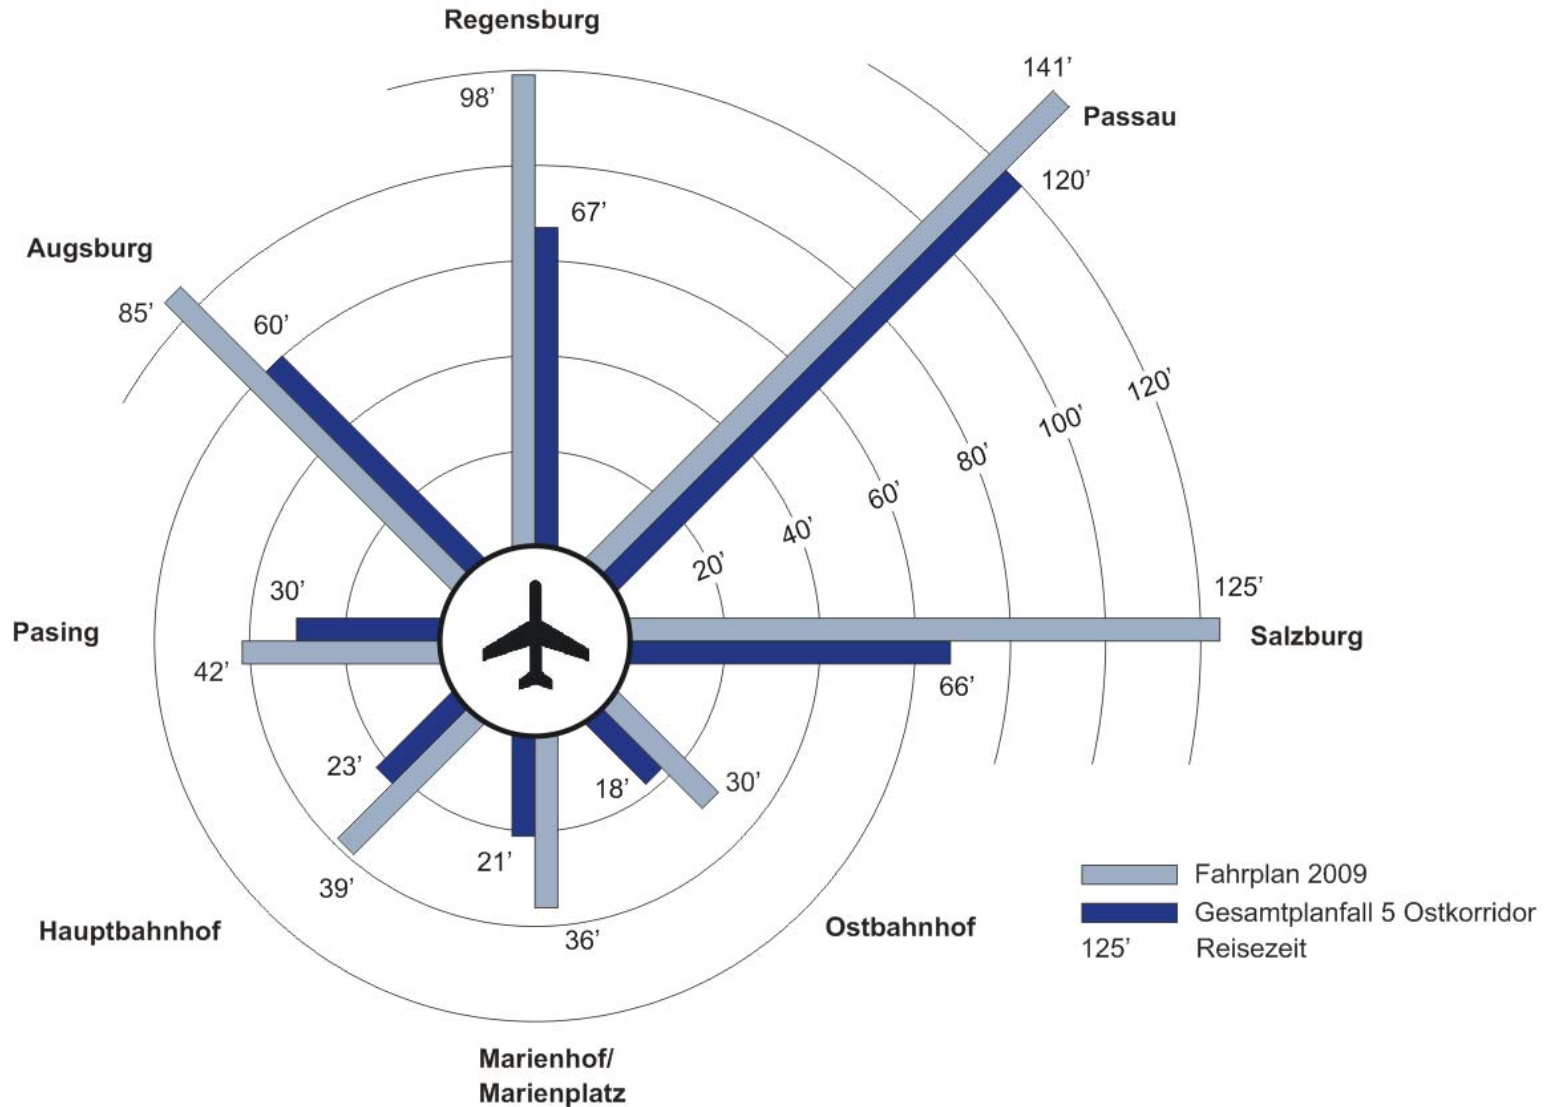 Regensburg
98’
67’
141’
Passau
120’
Augsburg
85’
60’
120’
100’
80’
60’
40’
20’
Pasing
30’
42’
125’
Salzburg
66’
23’
39’
Hauptbahnhof
21’
36’
Marienhof/
Marienplatz
18’
30’
Ostbahnhof
Fahrplan 2009
Gesamtplanfall 5 Ostkorridor
125’ Reisezeit